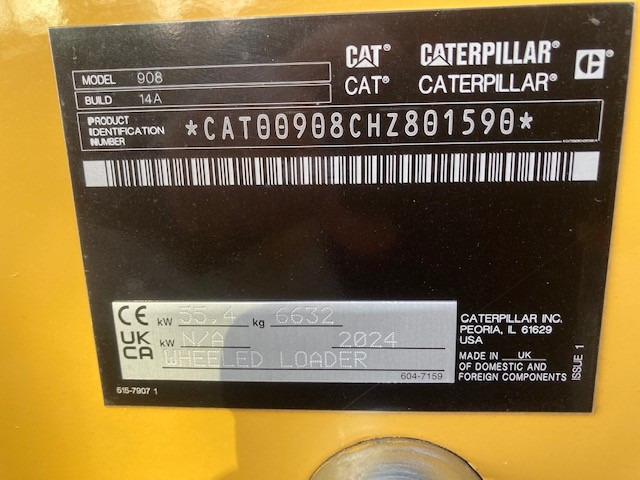 CAT® CATERPILLAR®
CAT® CATERPILLAR®
MODEL 908
BUILD 14A
PRODUCT IDENTIFICATION NUMBER *CAT00908CHZ801590*
CE
UK
CA
kW 55,4 kg 6632
kW N/A 2024
WHEELED LOADER
604-7159
515-7907 1
CATERPILLAR INC.
PEORIA, IL 61629
USA
MADE IN UK
OF DOMESTIC AND
FOREIGN COMPONENTS
ISSUE 1